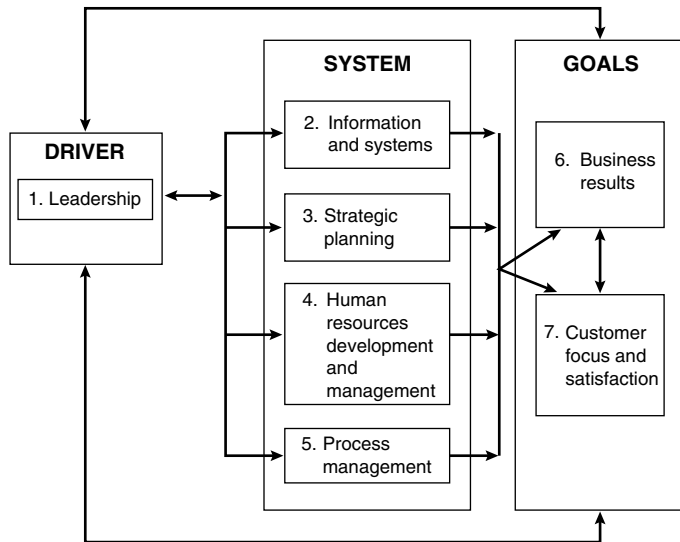 SYSTEM
GOALS
DRIVER
1. Leadership
2. Information
and systems
3. Strategic
planning
4. Human
resources
development
and
management
5. Process
management
6. Business
results
7. Customer
focus and
satisfaction